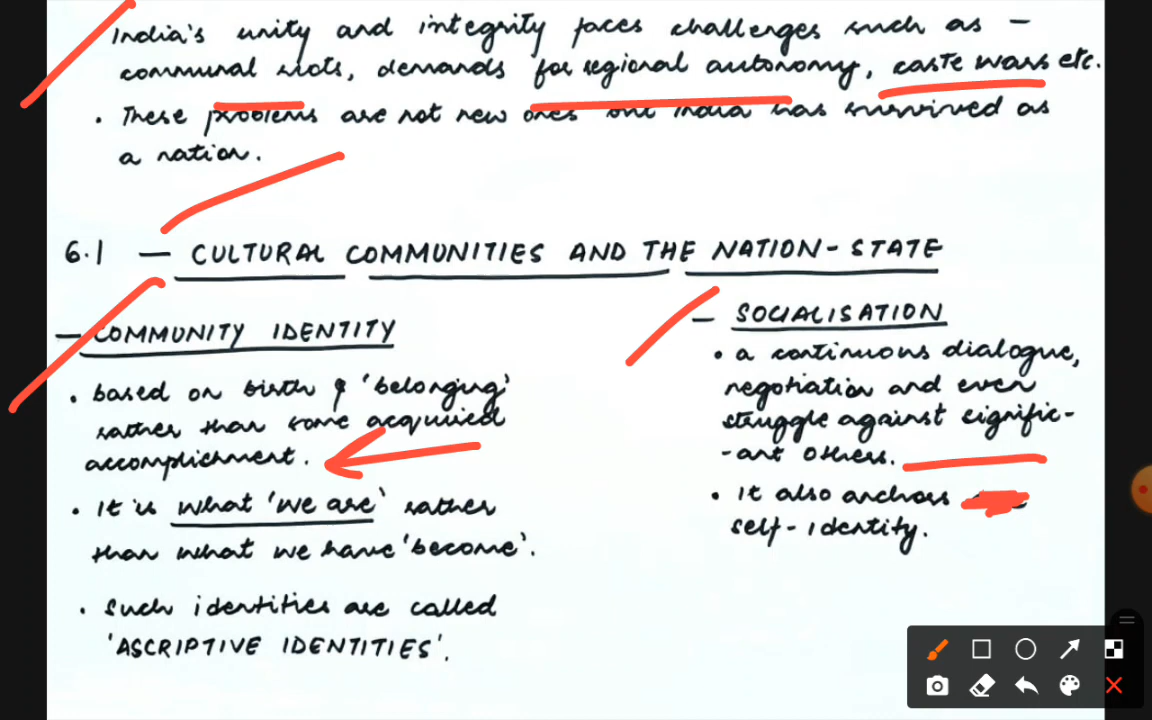 India's unity and integrity faces challenges such as –
communal riots, demands for regional autonomy, caste wars etc.
• These problems are not new ones but India has survived as
a nation.
6.1 — CULTURAL COMMUNITIES AND THE NATION-STATE
— COMMUNITY IDENTITY
• based on birth & 'belonging'
rather than some acquired
accomplishment.
• It is what 'we are' rather
than what we have 'become'.
• Such identities are called
'ASCRIPTIVE IDENTITIES'.
— SOCIALISATION
• a continuous dialogue,
negotiation and even
struggle against signific-
-ant others.
• It also anchors
self-identity.